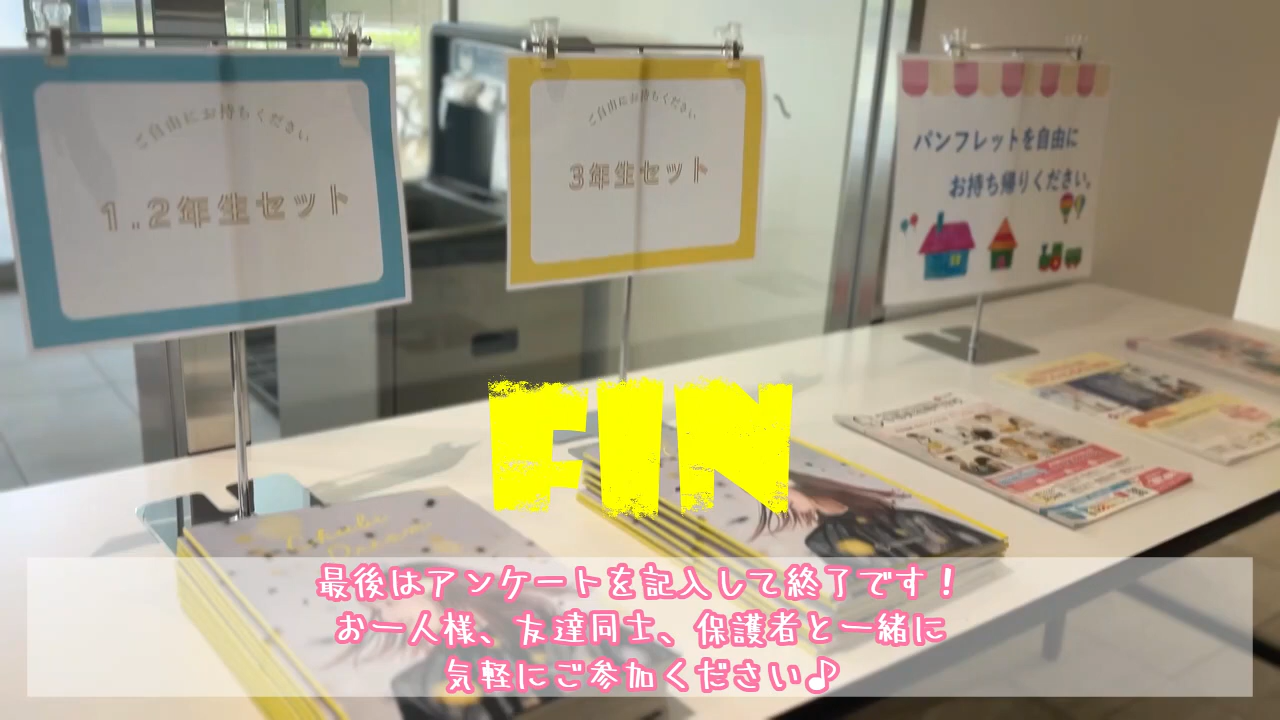 ご自由にお持ちください
1.2年生セット
ご自由にお持ちください
3年生セット
パンフレットを自由に
お持ち帰りください。
FIN
最後はアンケートを記入して終了です！
お一人様、友達同士、保護者と一緒に
気軽にご参加ください♪